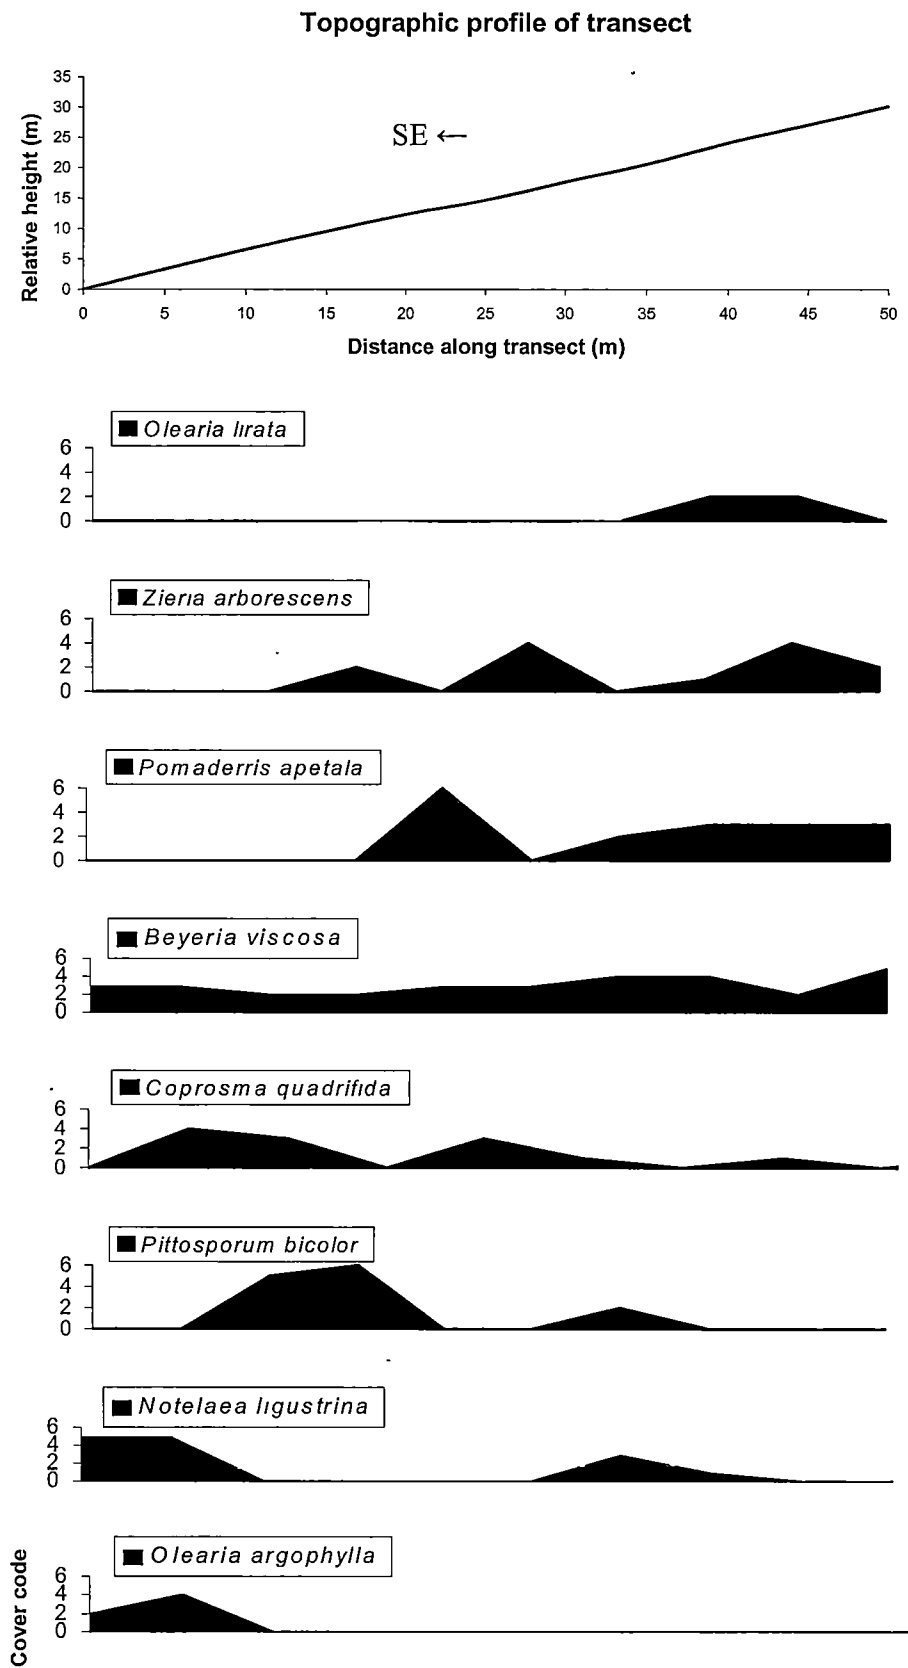 Topographic profile of transect
35
30
25
20
15
10
5
0
Relative height (m)
SE ←
0 5 10 15 20 25 30 35 40 45 50
Distance along transect (m)
Olearia lirata
6
4
2
0
Zieria arborescens
6
4
2
0
Pomaderris apetala
6
4
2
0
Beyeria viscosa
6
4
2
0
Coprosma quadrifida
6
4
2
0
Pittosporum bicolor
6
4
2
0
Notelaea ligustrina
6
4
2
0
Olearia argophylla
6
4
2
0
Cover code